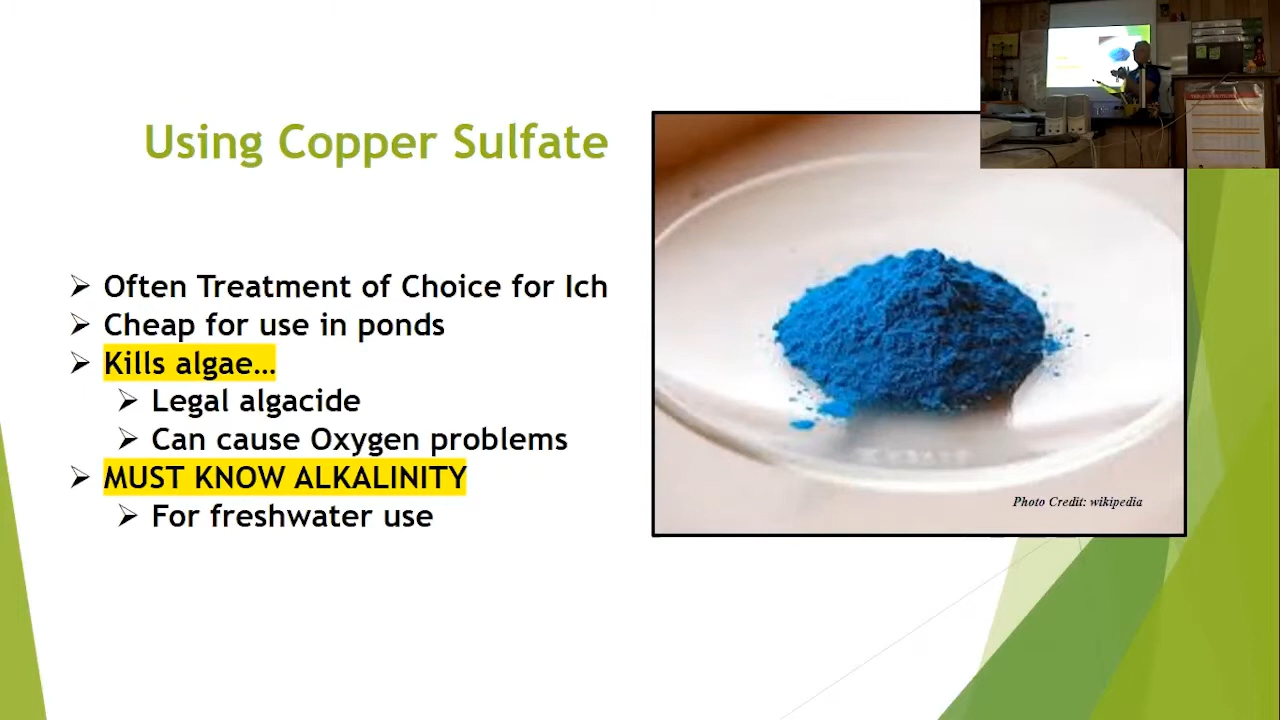 Using Copper Sulfate
Often Treatment of Choice for Ich
Cheap for use in ponds
Kills algae…
Legal algacide
Can cause Oxygen problems
MUST KNOW ALKALINITY
For freshwater use
Photo Credit: wikipedia